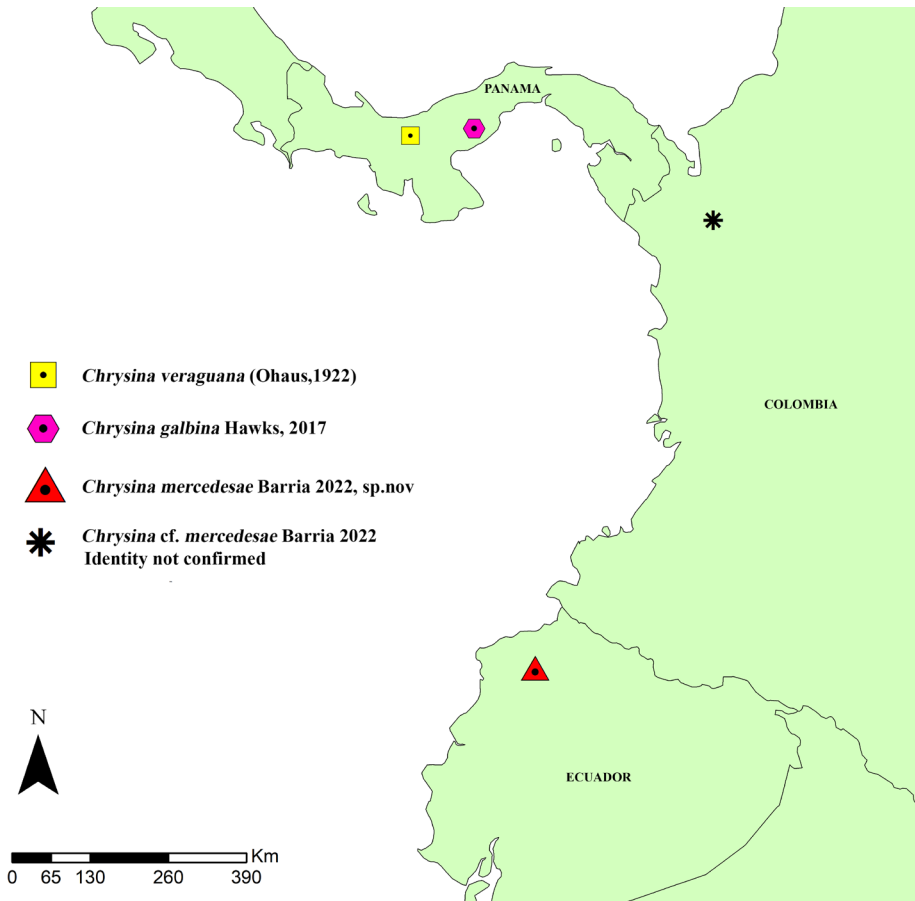 PANAMA
Chrysina veraguana (Ohaus,1922)
Chrysina galbina Hawks, 2017
COLOMBIA
Chrysina mercedesae Barria 2022, sp.nov
Chrysina cf. mercedesae Barria 2022
Identity not confirmed
N
ECUADOR
Km
0 65 130 260 390